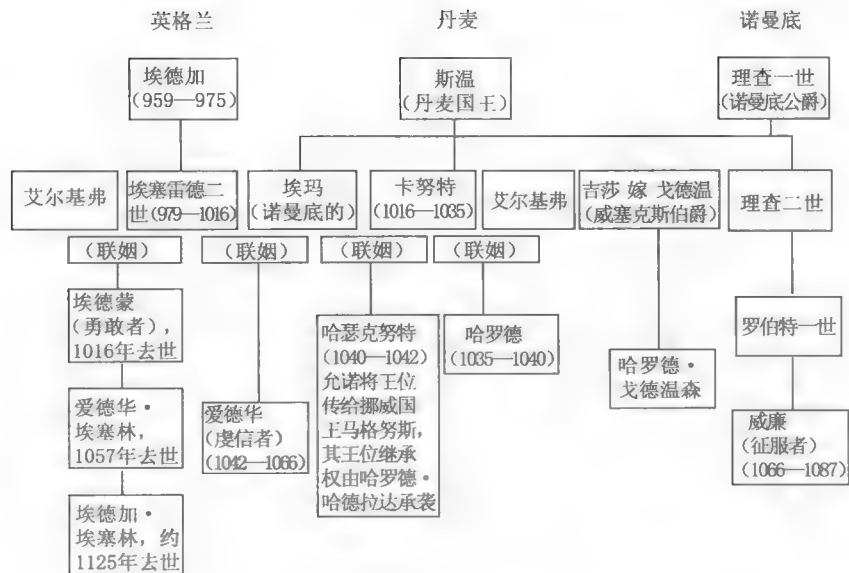 英格兰
丹麦
诺曼底
埃德加
(959—975)
斯温
(丹麦国王)
理查一世
(诺曼底公爵)
艾尔基弗
埃塞雷德二
世(979—1016)
埃玛
(诺曼底的)
卡努特
(1016—1035)
艾尔基弗
吉莎 嫁 戈德温
(威塞克斯伯爵)
理查二世
(联姻)
(联姻)
(联姻)
(联姻)
埃德蒙
(勇敢者),
1016年去世
哈瑟克努特
(1040—1042)
允诺将王位
传给挪威国
王马格努斯,
其王位继承
权由哈罗德·
哈德拉达承袭
哈罗德
(1035—1040)
罗伯特一世
哈罗德·
戈德温森
爱德华·
埃塞林,
1057年去世
爱德华
(虔信者)
(1042—1066)
威廉
(征服者)
(1066—1087)
埃德加·
埃塞林, 约
1125年去世